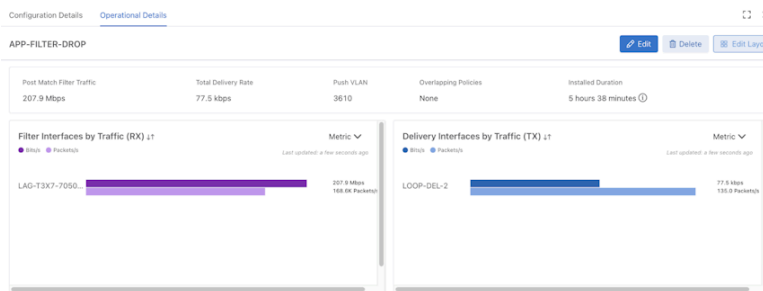 Configuration Details Operational Details
APP-FILTER-DROP
Edit Delete Edit Layo
Post Match Filter Traffic Total Delivery Rate Push VLAN Overlapping Policies Installed Duration
207.9 Mbps 77.5 kbps 3610 None 5 hours 38 minutes
Filter Interfaces by Traffic (RX) Metric
Bits/s Packets/s Last updated: a few seconds ago
LAG-T3X7-7050... 207.9 Mbps
168.6K Packets/s
Delivery Interfaces by Traffic (TX) Metric
Bits/s Packets/s Last updated: a few seconds ago
LOOP-DEL-2 77.5 kbps
135.0 Packets/s